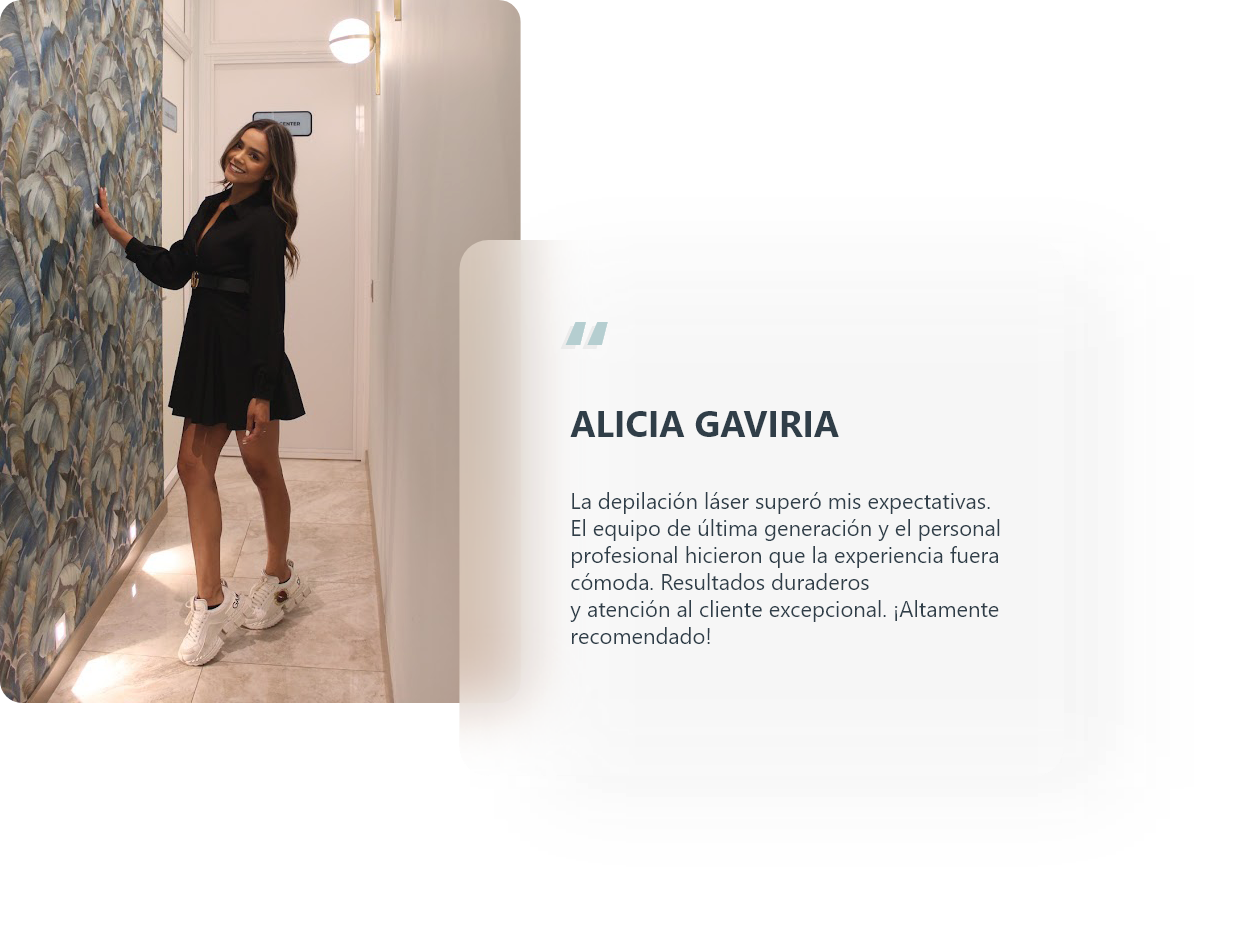 CENTER
“
ALICIA GAVIRIA
La depilación láser superó mis expectativas.
El equipo de última generación y el personal
profesional hicieron que la experiencia fuera
cómoda. Resultados duraderos
y atención al cliente excepcional. ¡Altamente
recomendado!